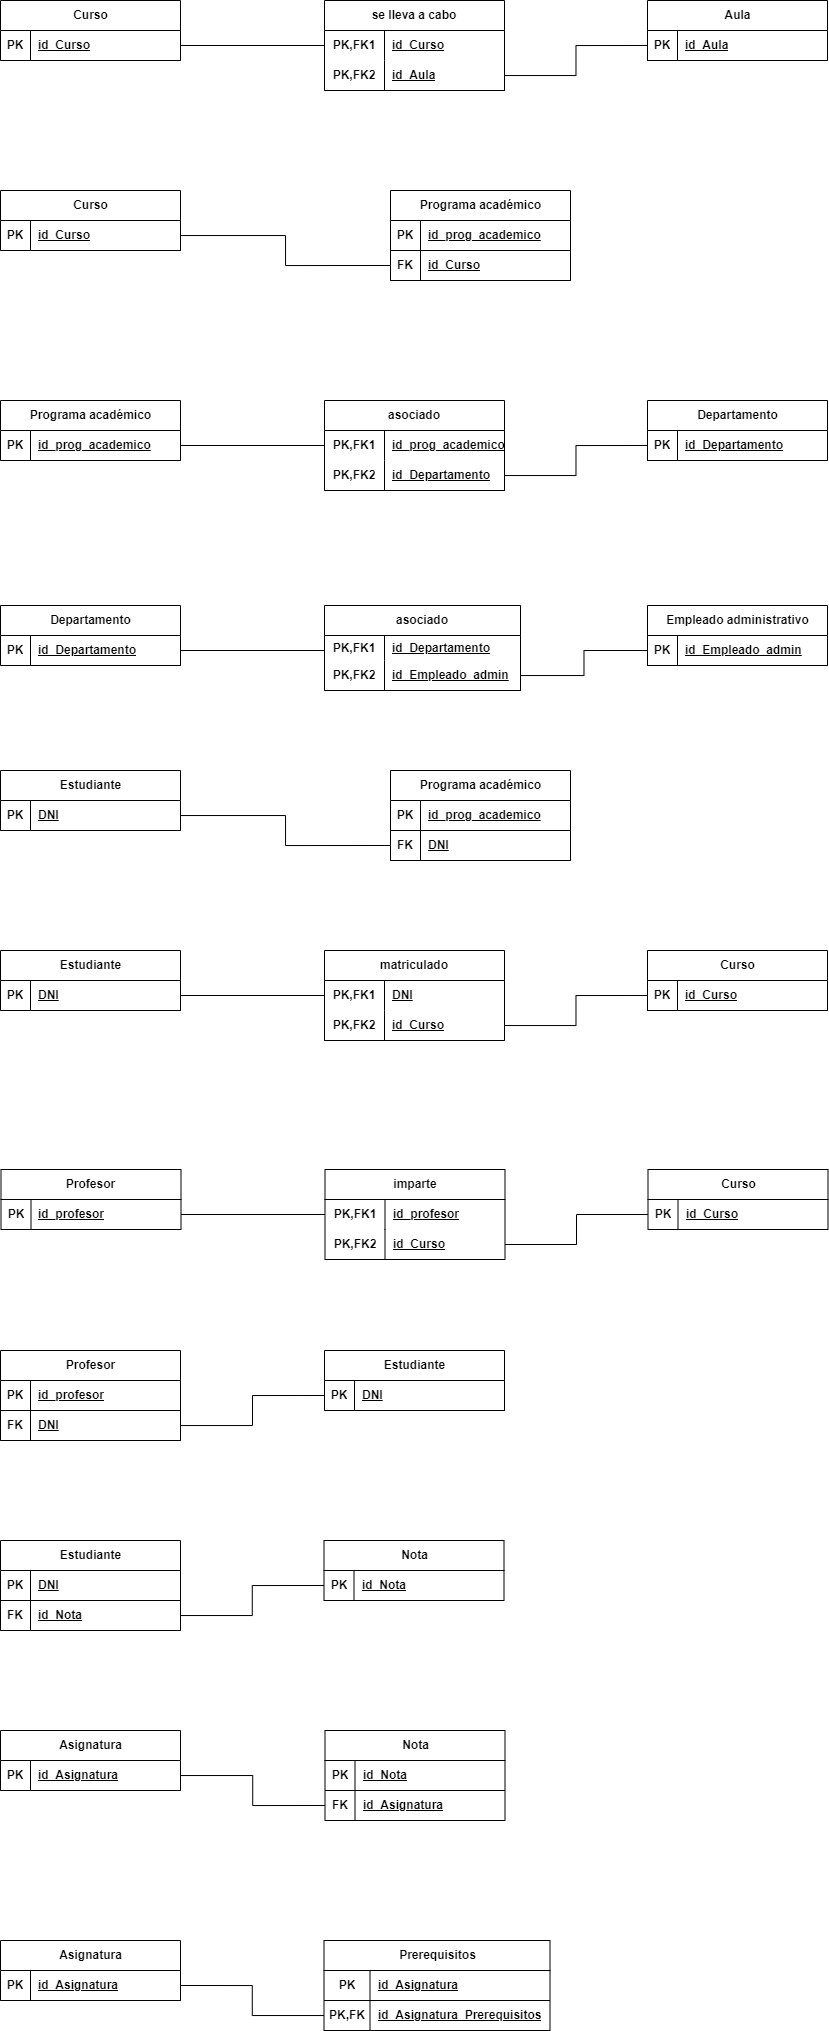 Curso
PK id_Curso
se lleva a cabo
PK,FK1 id_Curso
PK,FK2 id_Aula
Aula
PK id_Aula
Curso
PK id_Curso
Programa académico
PK id_prog_academico
FK id_Curso
Programa académico
PK id_prog_academico
asociado
PK,FK1 id_prog_academico
PK,FK2 id_Departamento
Departamento
PK id_Departamento
Departamento
PK id_Departamento
asociado
PK,FK1 id_Departamento
PK,FK2 id_Empleado_admin
Empleado administrativo
PK id_Empleado_admin
Estudiante
PK DNI
Programa académico
PK id_prog_academico
FK DNI
Estudiante
PK DNI
matriculado
PK,FK1 DNI
PK,FK2 id_Curso
Curso
PK id_Curso
Profesor
PK id_profesor
imparte
PK,FK1 id_profesor
PK,FK2 id_Curso
Curso
PK id_Curso
Profesor
PK id_profesor
FK DNI
Estudiante
PK DNI
Estudiante
PK DNI
FK id_Nota
Nota
PK id_Nota
Asignatura
PK id_Asignatura
Nota
PK id_Nota
FK id_Asignatura
Asignatura
PK id_Asignatura
Prerequisitos
PK id_Asignatura
PK,FK id_Asignatura_Prerequisitos